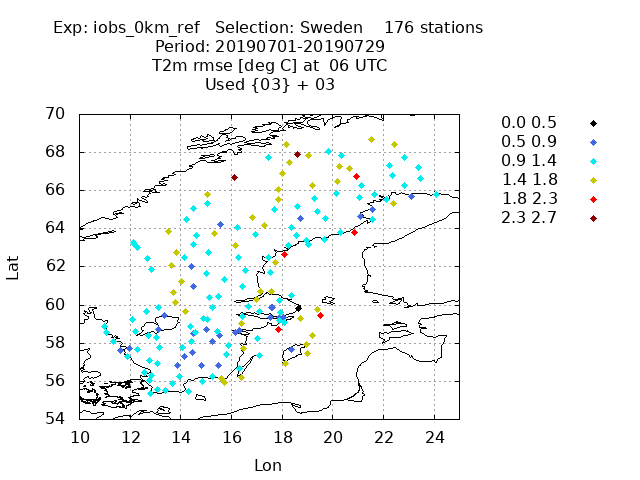 Exp: iobs_0km_ref   Selection: Sweden    176 stations
Period: 20190701-20190729
T2m rmse [deg C] at  06 UTC
Used {03} + 03
70
68
66
64
62
60
58
56
54
Lat
10 12 14 16 18 20 22 24
Lon
0.0 0.5
0.5 0.9
0.9 1.4
1.4 1.8
1.8 2.3
2.3 2.7